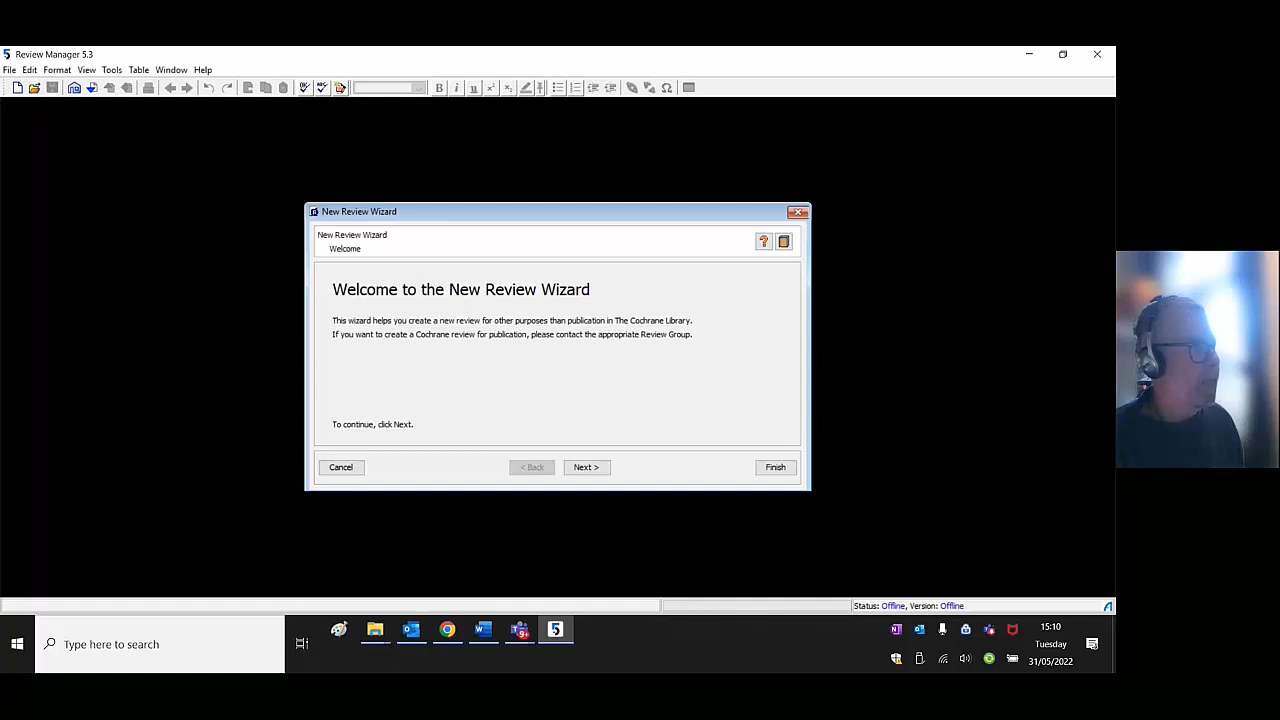 Review Manager 5.3
File Edit Format View Tools Table Window Help
New Review Wizard
New Review Wizard
Welcome
Welcome to the New Review Wizard
This wizard helps you create a new review for other purposes than publication in The Cochrane Library.
If you want to create a Cochrane review for publication, please contact the appropriate Review Group.
To continue, click Next.
Cancel < Back Next > Finish
Status: Offline, Version: Offline
Type here to search
15:10
Tuesday
31/05/2022